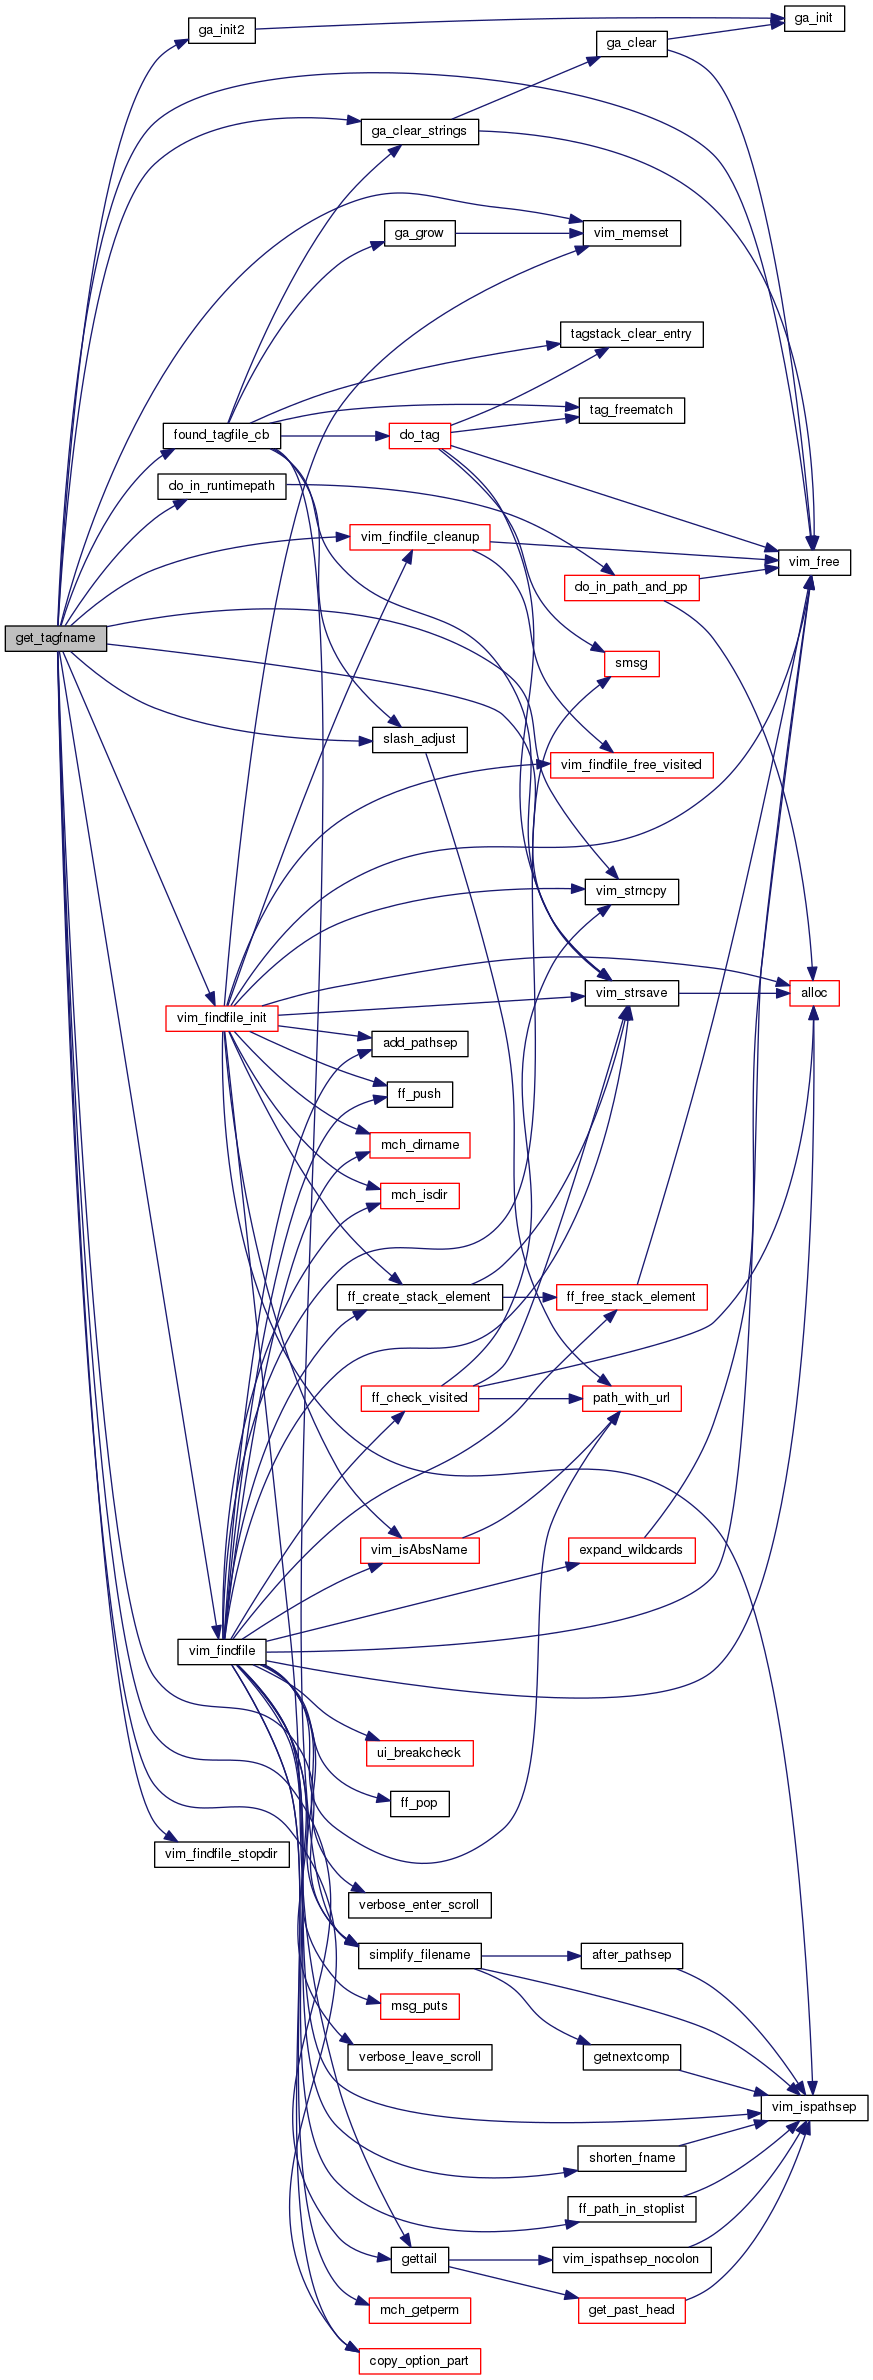 ga_init
ga_init2
ga_clear
ga_clear_strings
ga_grow
vim_memset
tagstack_clear_entry
tag_freematch
found_tagfile_cb
do_tag
do_in_runtimepath
vim_findfile_cleanup
vim_free
do_in_path_and_pp
get_tagfname
smsg
slash_adjust
vim_findfile_free_visited
vim_strncpy
vim_strsave
alloc
vim_findfile_init
add_pathsep
ff_push
mch_dirname
mch_isdir
ff_create_stack_element
ff_free_stack_element
ff_check_visited
path_with_url
vim_isAbsName
expand_wildcards
vim_findfile
ui_breakcheck
ff_pop
vim_findfile_stopdir
verbose_enter_scroll
simplify_filename
after_pathsep
msg_puts
verbose_leave_scroll
getnextcomp
vim_ispathsep
shorten_fname
ff_path_in_stoplist
gettail
vim_ispathsep_nocolon
mch_getperm
get_past_head
copy_option_part